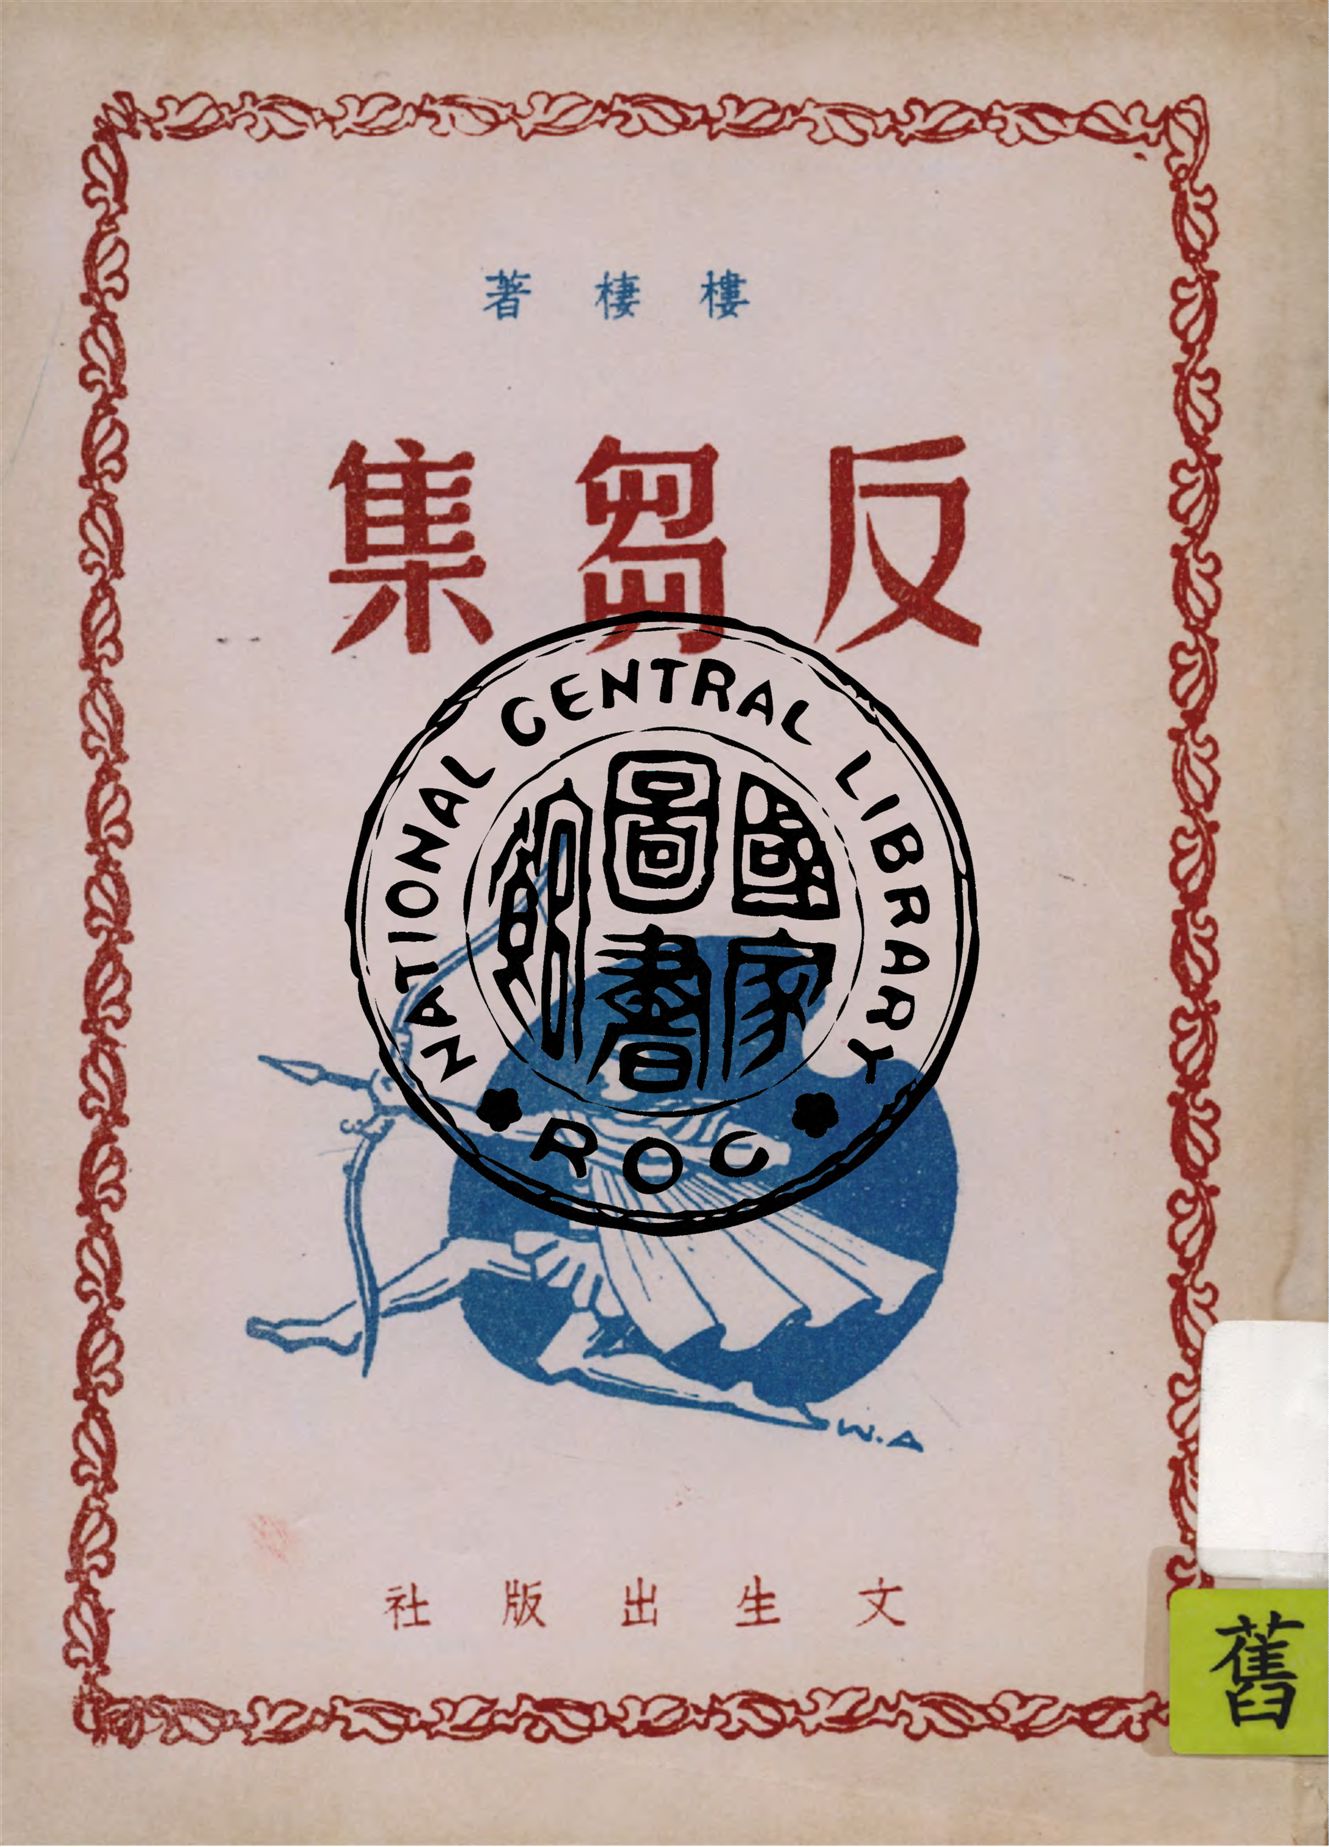 樓棲著
反芻集
NATIONAL CENTRAL LIBRARY
國家圖書館
ROC
W.A
文生出版社
舊